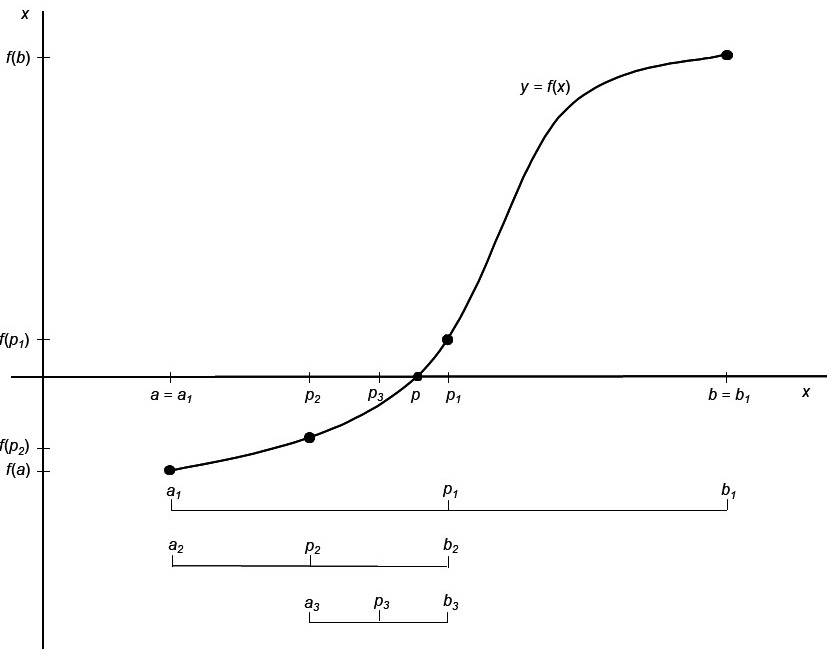 x
f(b)
y = f(x)
f(p₁)
a = a₁ p₂ p₃ p p₁ b = b₁ x
f(p₂)
f(a)
a₁ p₁ b₁
a₂ p₂ b₂
a₃ p₃ b₃